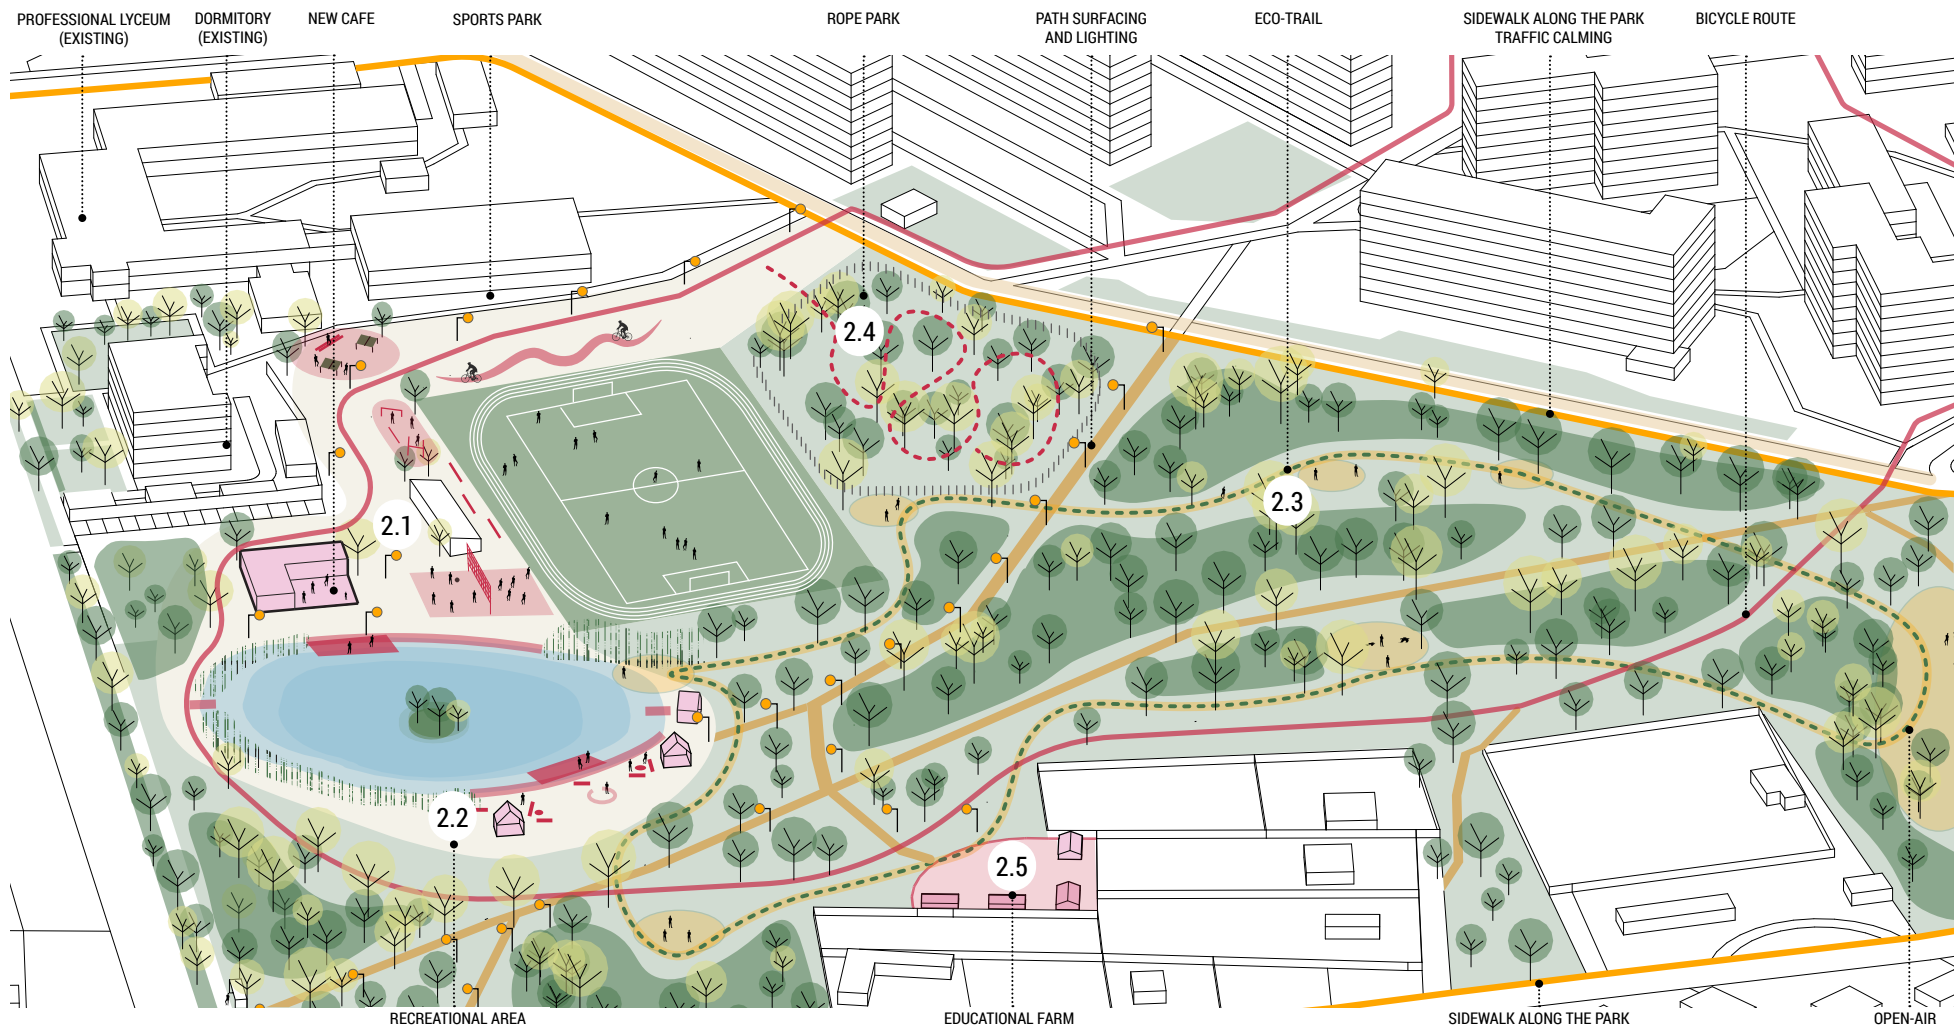 PROFESSIONAL LYCEUM
(EXISTING)
DORMITORY
(EXISTING)
NEW CAFE
SPORTS PARK
ROPE PARK
PATH SURFACING
AND LIGHTING
ECO-TRAIL
SIDEWALK ALONG THE PARK
TRAFFIC CALMING
BICYCLE ROUTE
2.4
2.3
2.1
2.2
2.5
RECREATIONAL AREA
EDUCATIONAL FARM
SIDEWALK ALONG THE PARK
OPEN-AIR